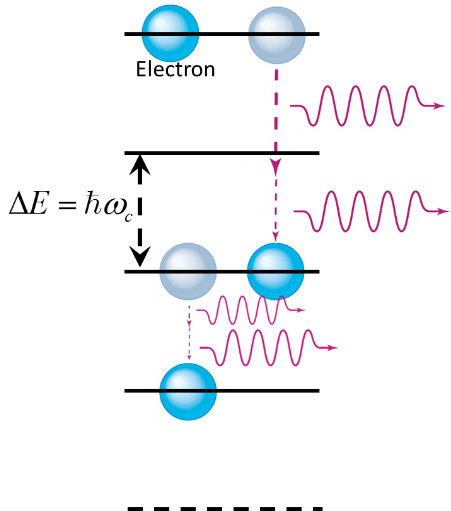 Electron
ΔE = ħω_c